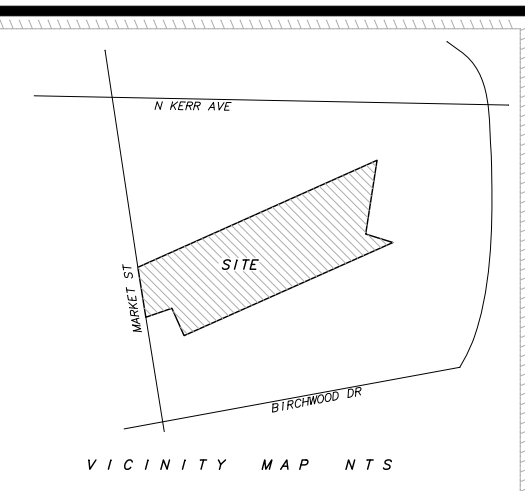 N KERR AVE
SITE
MARKET ST
BIRCHWOOD DR
VICINITY MAP NTS